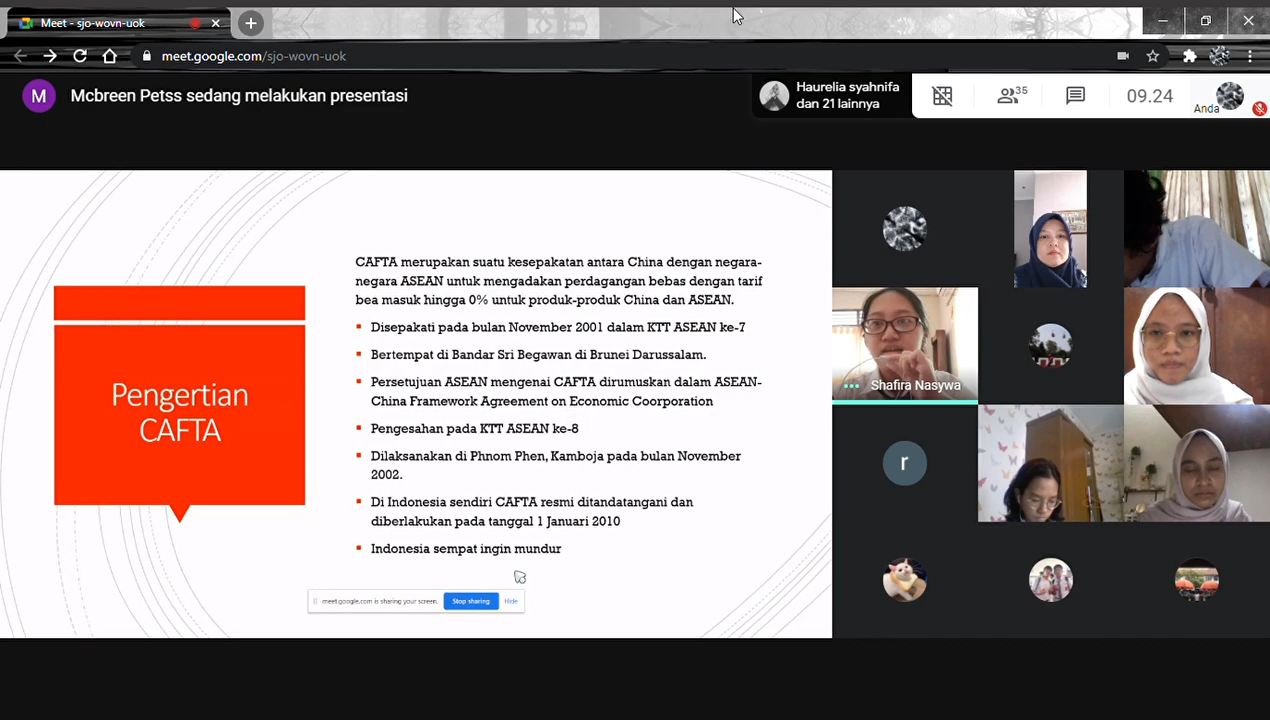 Meet - sjo-wovn-uok
meet.google.com/sjo-wovn-uok
M
Mcbreen Petss sedang melakukan presentasi
Haurelia syahnifa
dan 21 lainnya
35
09.24
Anda
Pengertian
CAFTA
CAFTA merupakan suatu kesepakatan antara China dengan negara-
negara ASEAN untuk mengadakan perdagangan bebas dengan tarif
bea masuk hingga 0% untuk produk-produk China dan ASEAN.
Disepakati pada bulan November 2001 dalam KTT ASEAN ke-7
Bertempat di Bandar Sri Begawan di Brunei Darussalam.
Persetujuan ASEAN mengenai CAFTA dirumuskan dalam ASEAN-
China Framework Agreement on Economic Coorporation
Pengesahan pada KTT ASEAN ke-8
Dilaksanakan di Phnom Phen, Kamboja pada bulan November
2002.
Di Indonesia sendiri CAFTA resmi ditandatangani dan
diberlakukan pada tanggal 1 Januari 2010
Indonesia sempat ingin mundur
meet.google.com is sharing your screen.
Stop sharing
Hide
Shafira Nasywa
r